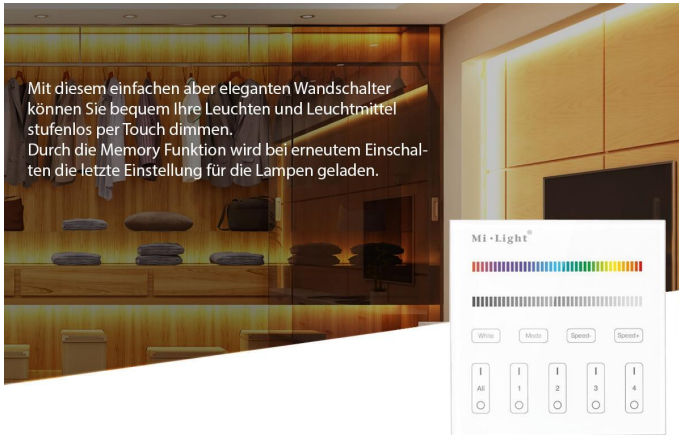 Mit diesem einfachen aber eleganten Wandschalter
können Sie bequem Ihre Leuchten und Leuchtmittel
stufenlos per Touch dimmen.
Durch die Memory Funktion wird bei erneutem Einschal-
ten die letzte Einstellung für die Lampen geladen.
Mi·Light®
White Mode Speed- Speed+
All 1 2 3 4